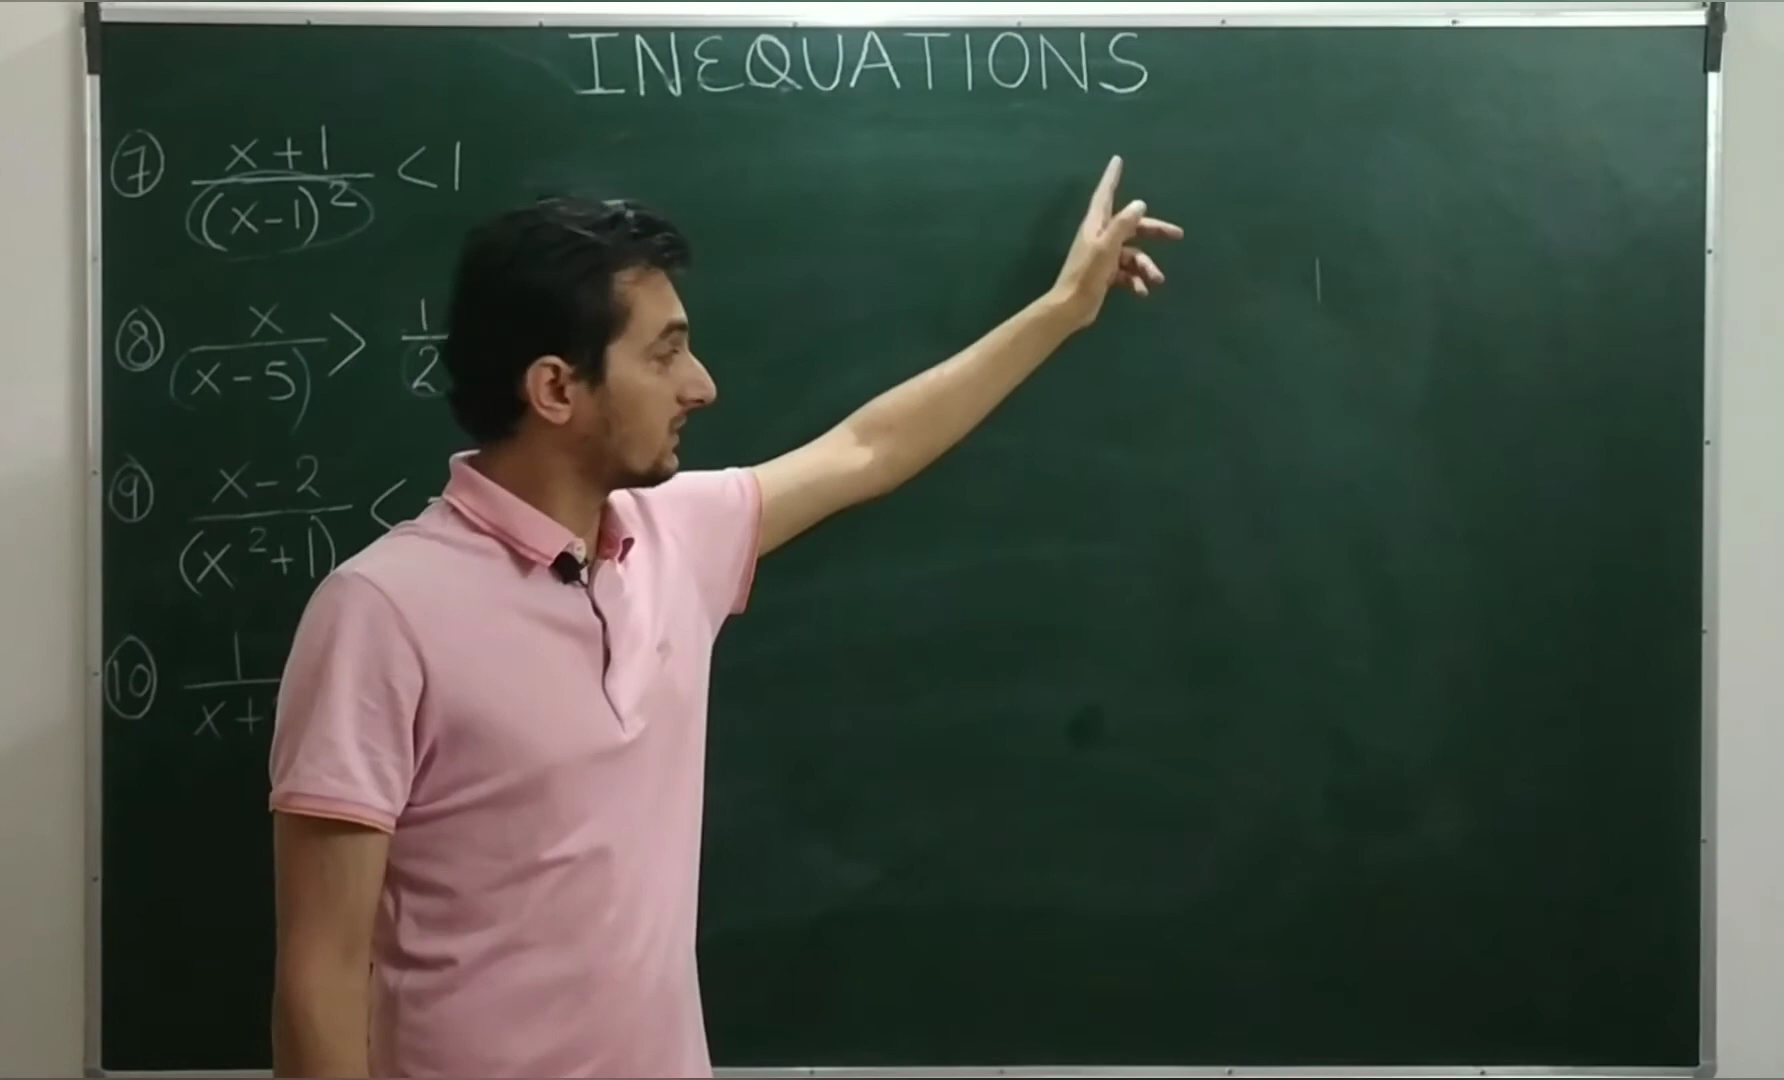 INEQUATIONS
⑦ (x+1)/((x-1)²) < 1
⑧ x/(x-5) > 1/2
⑨ (x-2)/(x²+1) <
⑩ 1/(x+